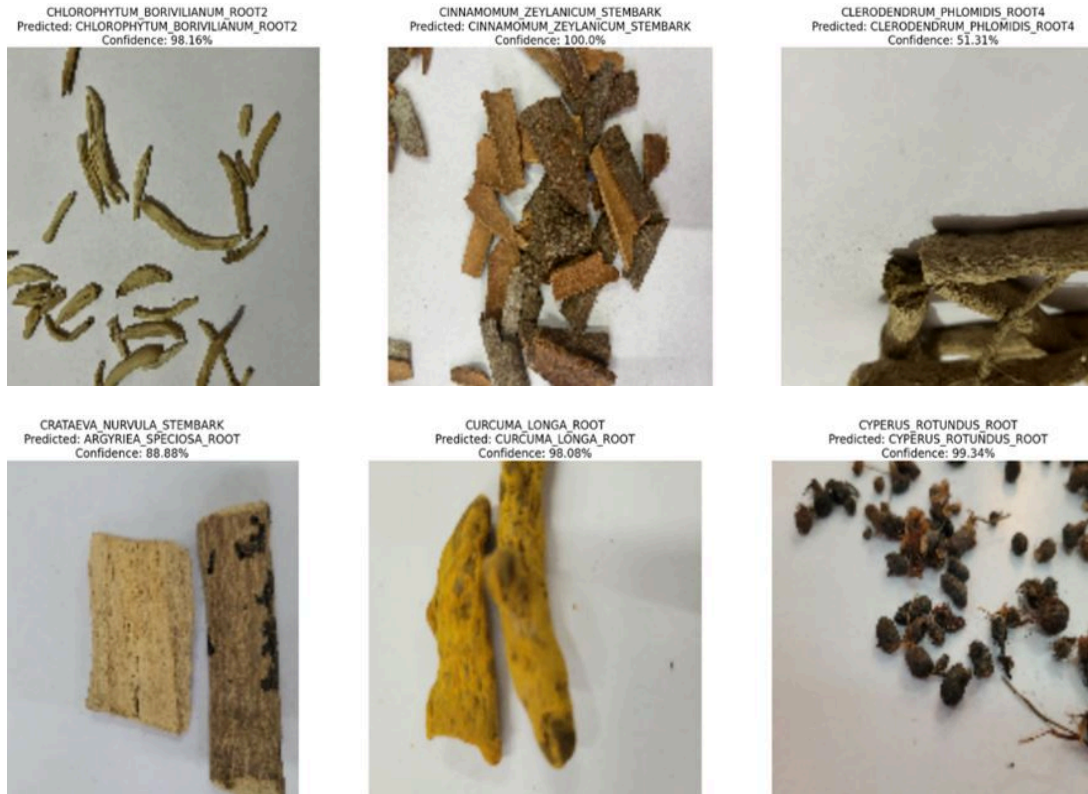 CHLOROPHYTUM_BORIVILIANUM_ROOT2
Predicted: CHLOROPHYTUM_BORIVILIANUM_ROOT2
Confidence: 98.16%
CINNAMOMUM_ZEYLANICUM_STEMBARK
Predicted: CINNAMOMUM_ZEYLANICUM_STEMBARK
Confidence: 100.0%
CLERODENDRUM_PHLOMIDIS_ROOT4
Predicted: CLERODENDRUM_PHLOMIDIS_ROOT4
Confidence: 51.31%
CRATAEVA_NURVULA_STEMBARK
Predicted: ARGYRIEA_SPECIOSA_ROOT
Confidence: 88.88%
CURCUMA_LONGA_ROOT
Predicted: CURCUMA_LONGA_ROOT
Confidence: 98.08%
CYPERUS_ROTUNDUS_ROOT
Predicted: CYPERUS_ROTUNDUS_ROOT
Confidence: 99.34%